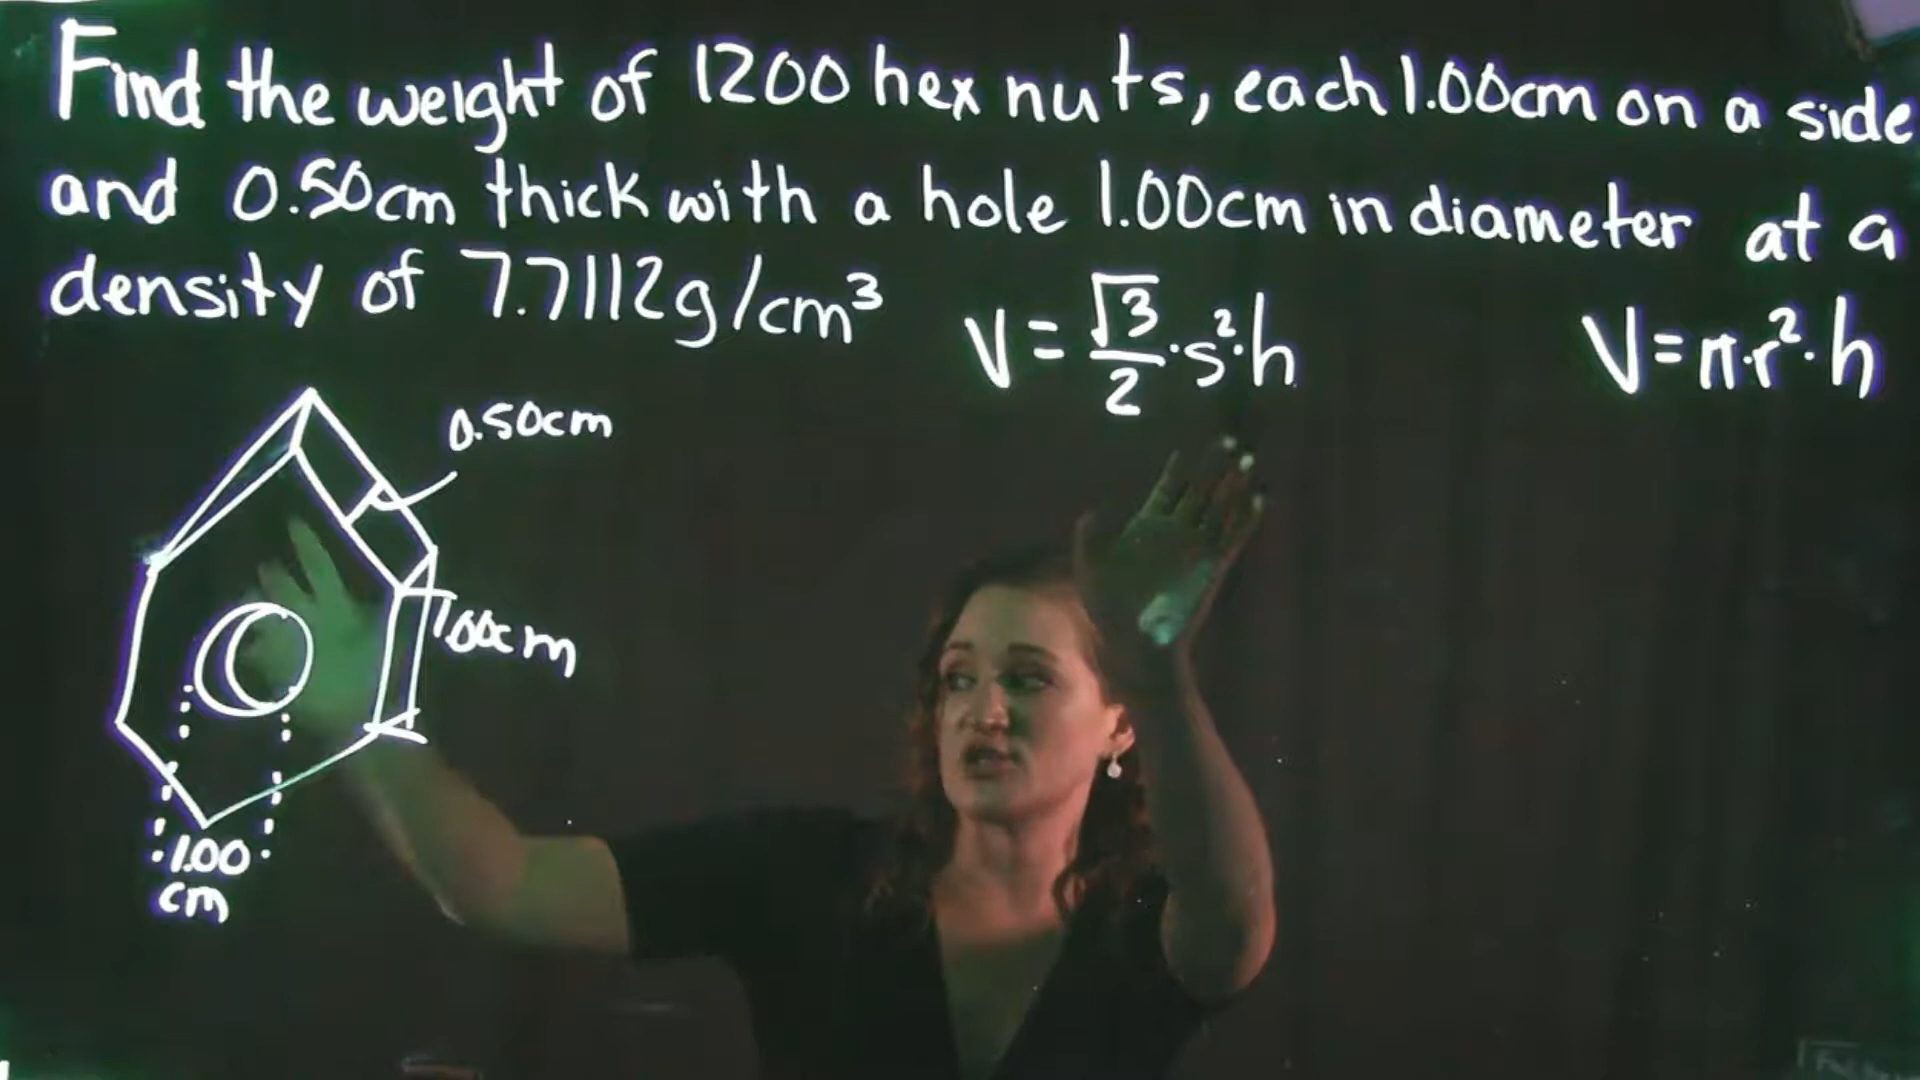 Find the weight of 1200 hex nuts, each 1.00cm on a side
and 0.50cm thick with a hole 1.00cm in diameter at a
density of 7.7112g/cm³
V = √3/2 · s² · h
V = π · r² · h
0.50cm
1.00cm
1.00
cm